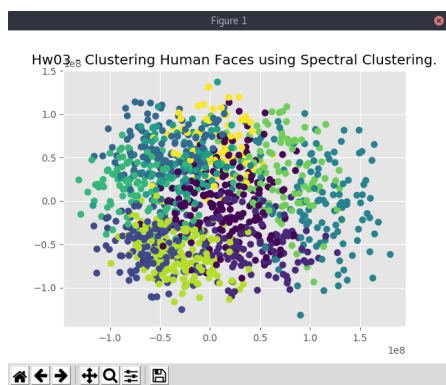 Figure 1
Hw03 - Clustering Human Faces using Spectral Clustering.
1e8
1.5
1.0
0.5
0.0
−0.5
−1.0
−1.0 −0.5 0.0 0.5 1.0 1.5
1e8